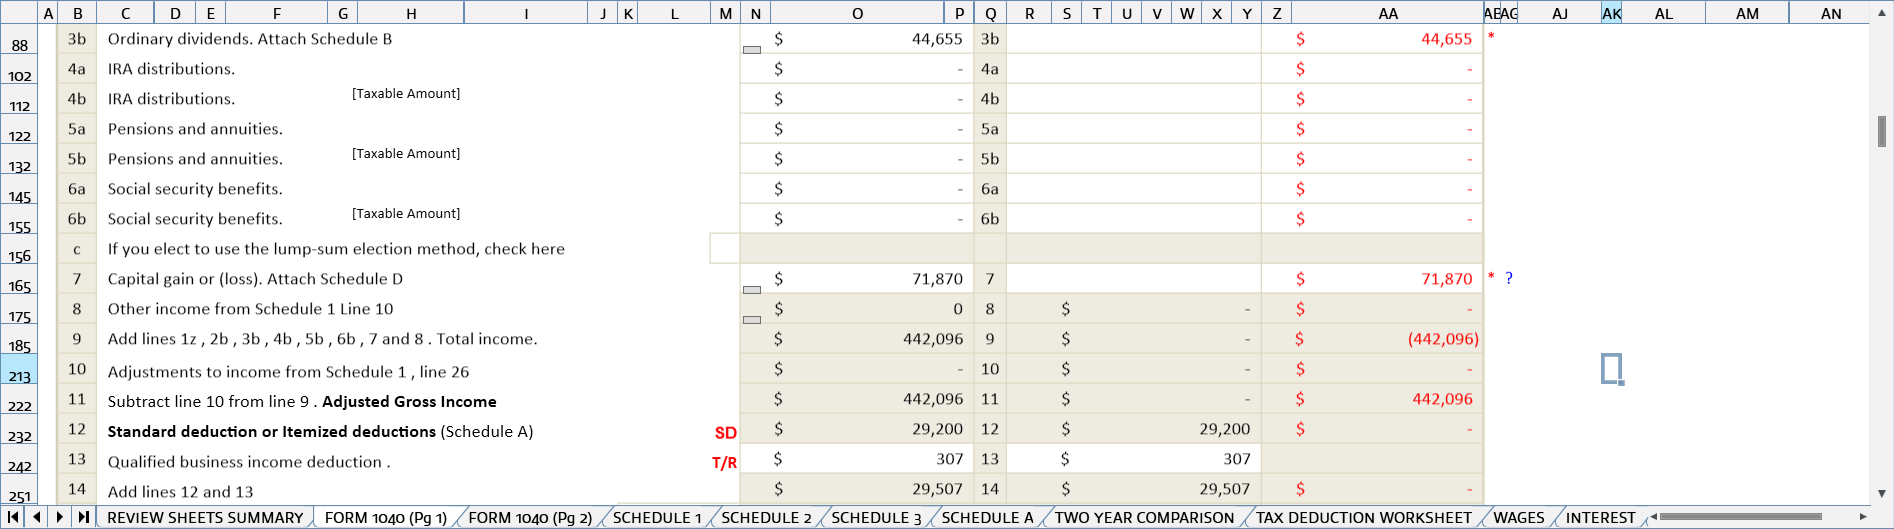 A B C D E F G H I J K L M N O P Q R S T U V W X Y Z AA AJ AK AL AM AN
88 3b Ordinary dividends. Attach Schedule B $ 44,655 3b $ 44,655 *
102 4a IRA distributions. $ - 4a $ -
112 4b IRA distributions. [Taxable Amount] $ - 4b $ -
122 5a Pensions and annuities. $ - 5a $ -
132 5b Pensions and annuities. [Taxable Amount] $ - 5b $ -
145 6a Social security benefits. $ - 6a $ -
155 6b Social security benefits. [Taxable Amount] $ - 6b $ -
156 c If you elect to use the lump-sum election method, check here
165 7 Capital gain or (loss). Attach Schedule D $ 71,870 7 $ 71,870 * ?
175 8 Other income from Schedule 1 Line 10 $ 0 8 $ - $ -
185 9 Add lines 1z , 2b , 3b , 4b , 5b , 6b , 7 and 8 . Total income. $ 442,096 9 $ - $ (442,096)
213 10 Adjustments to income from Schedule 1 , line 26 $ - 10 $ - $ -
222 11 Subtract line 10 from line 9 . Adjusted Gross Income $ 442,096 11 $ - $ 442,096
232 12 Standard deduction or Itemized deductions (Schedule A) SD $ 29,200 12 $ 29,200 $ -
242 13 Qualified business income deduction . T/R $ 307 13 $ 307
251 14 Add lines 12 and 13 $ 29,507 14 $ 29,507 $ -
REVIEW SHEETS SUMMARY FORM 1040 (Pg 1) FORM 1040 (Pg 2) SCHEDULE 1 SCHEDULE 2 SCHEDULE 3 SCHEDULE A TWO YEAR COMPARISON TAX DEDUCTION WORKSHEET WAGES INTEREST